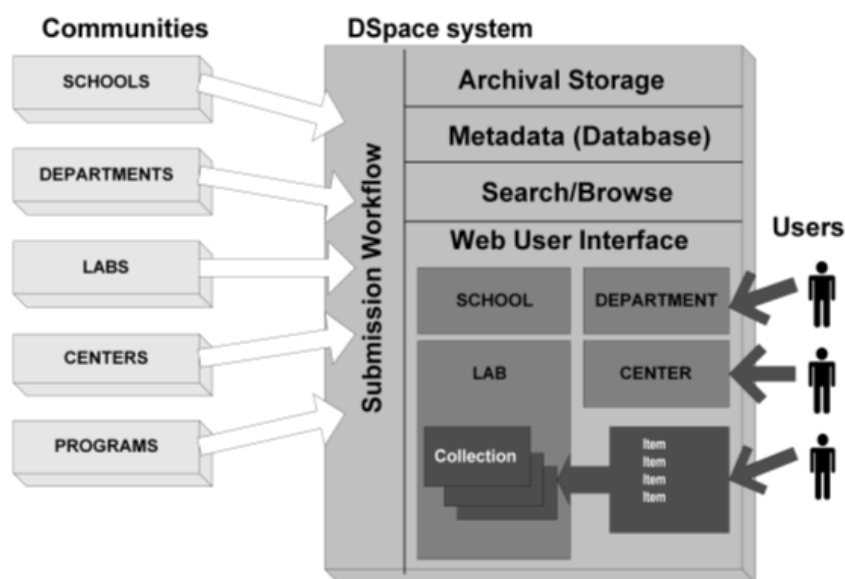 Communities
SCHOOLS
DEPARTMENTS
LABS
CENTERS
PROGRAMS
DSpace system
Submission Workflow
Archival Storage
Metadata (Database)
Search/Browse
Web User Interface
SCHOOL
DEPARTMENT
LAB
CENTER
Collection
Item
Item
Item
Item
Users